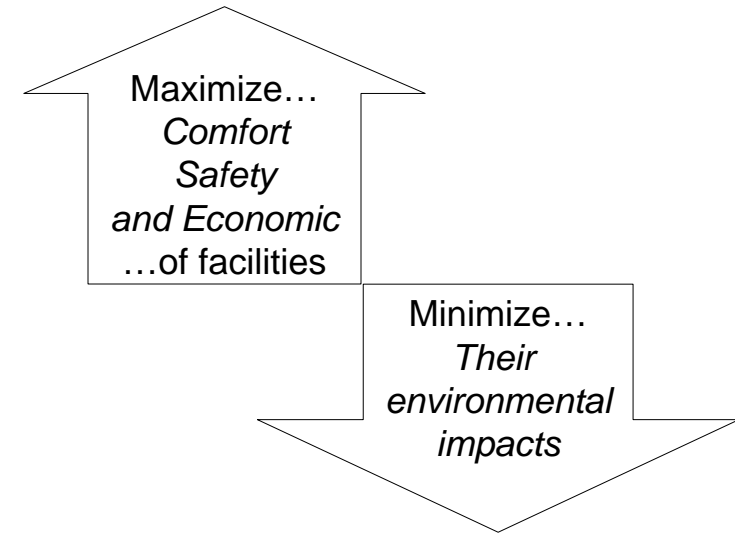 Maximize…
Comfort
Safety
and Economic
…of facilities
Minimize…
Their
environmental
impacts